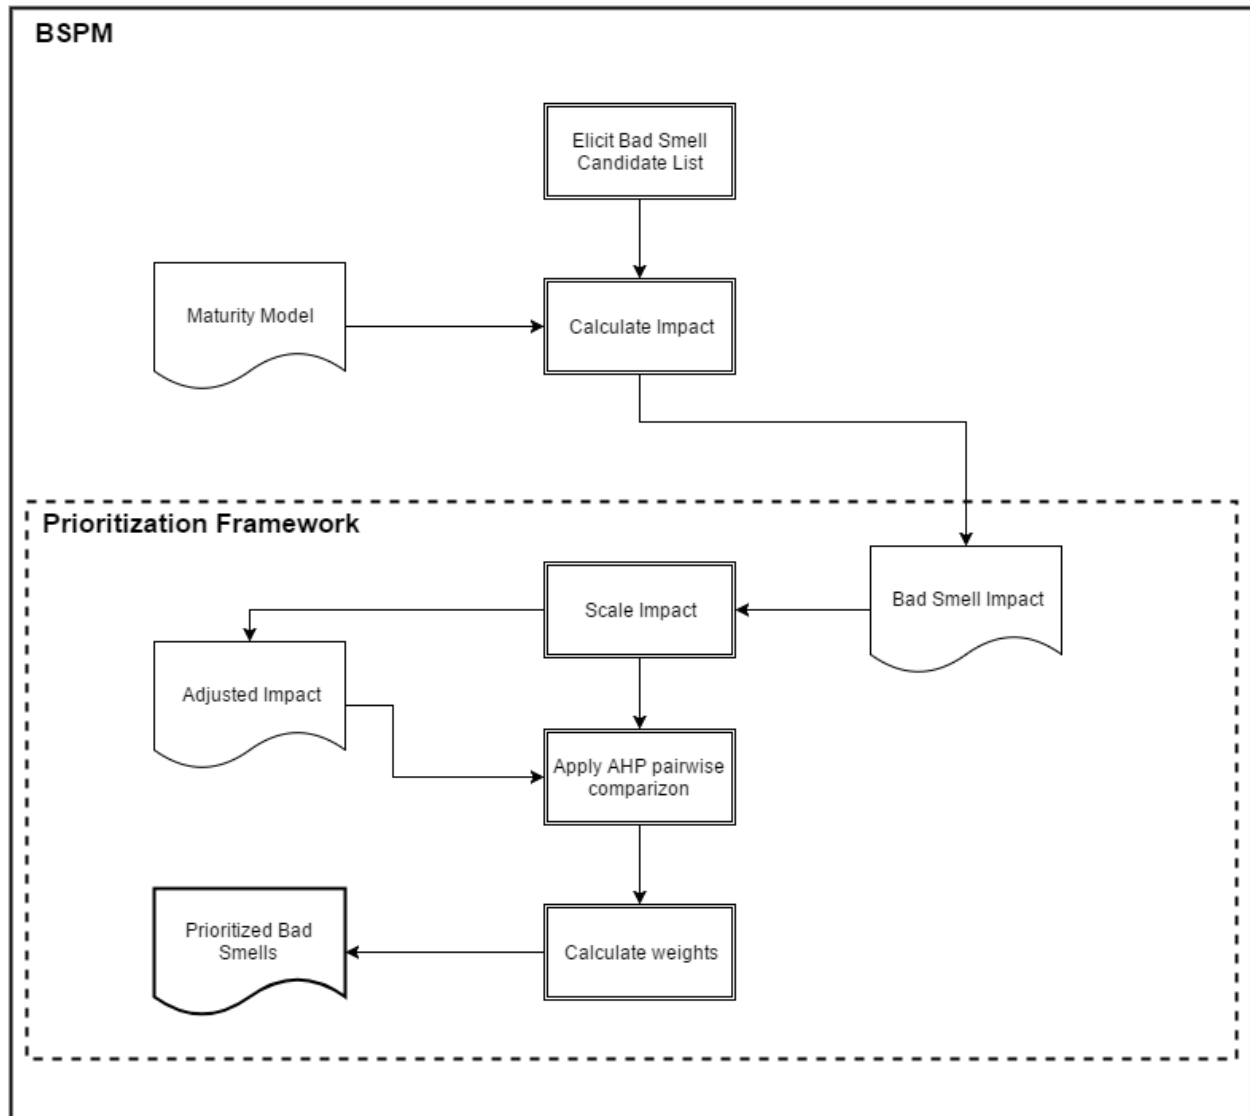 BSPM
Elicit Bad Smell
Candidate List
Maturity Model
Calculate Impact
Prioritization Framework
Scale Impact
Bad Smell Impact
Adjusted Impact
Apply AHP pairwise
comparizon
Prioritized Bad
Smells
Calculate weights